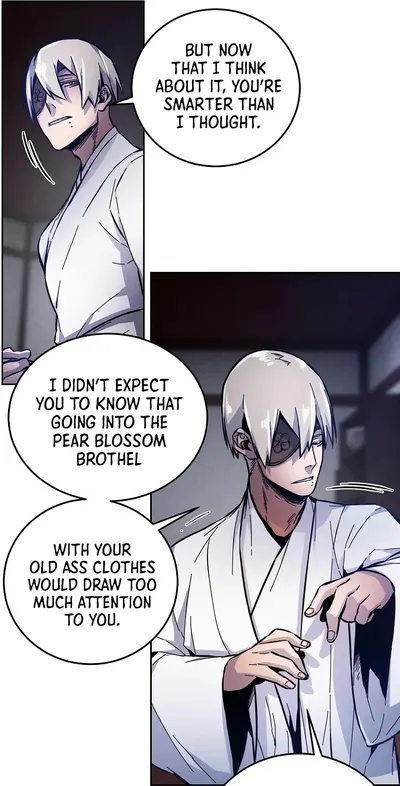 BUT NOW
THAT I THINK
ABOUT IT, YOU'RE
SMARTER THAN
I THOUGHT.
I DIDN'T EXPECT
YOU TO KNOW THAT
GOING INTO THE
PEAR BLOSSOM
BROTHEL
WITH YOUR
OLD ASS CLOTHES
WOULD DRAW TOO
MUCH ATTENTION
TO YOU.